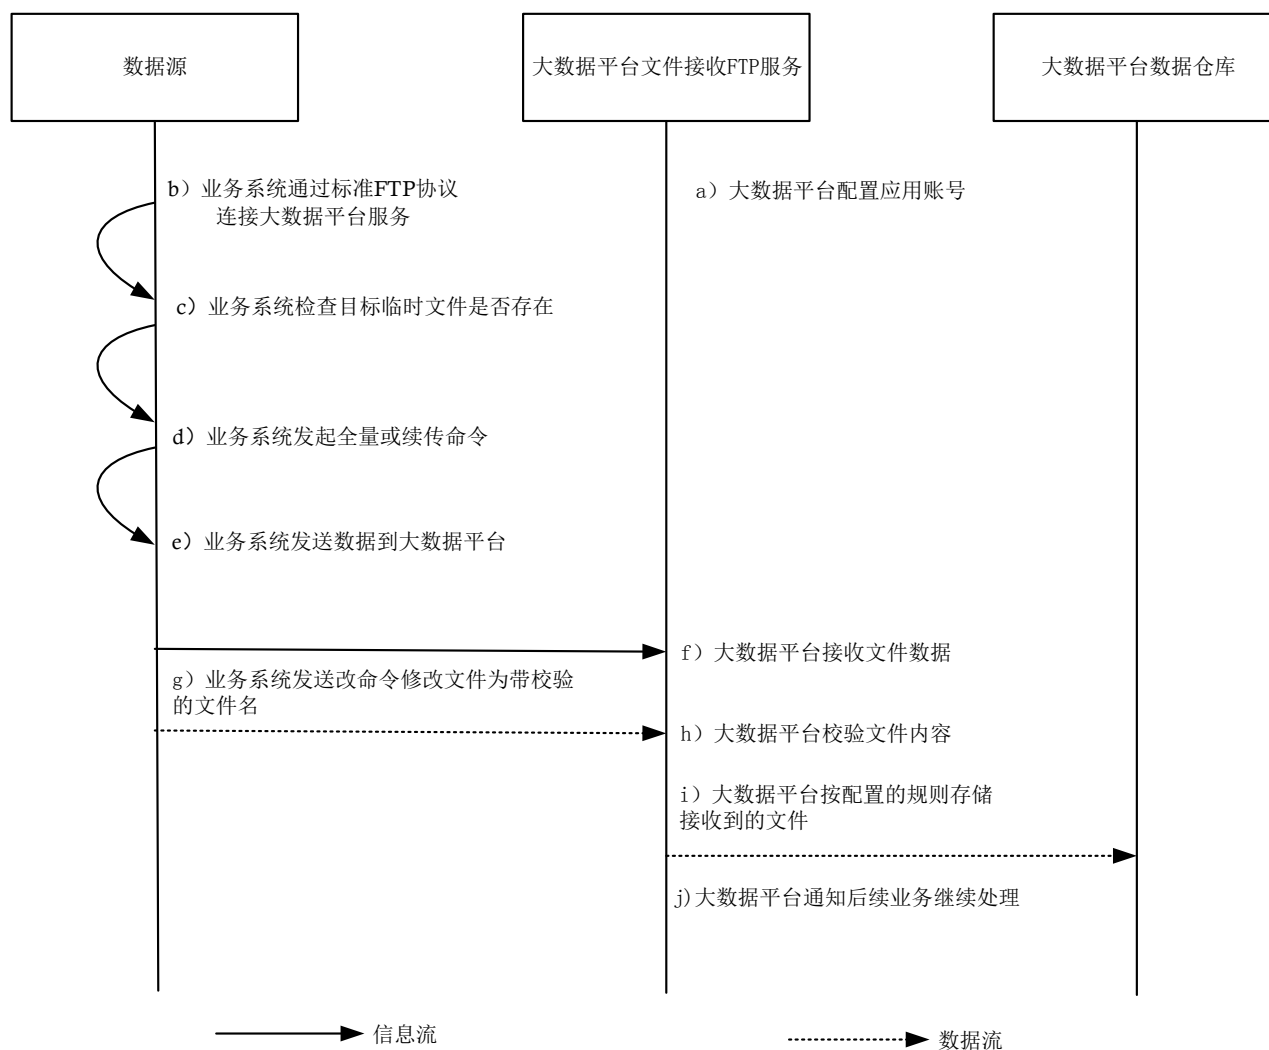 数据源
大数据平台文件接收FTP服务
大数据平台数据仓库
b）业务系统通过标准FTP协议
连接大数据平台服务
a）大数据平台配置应用账号
c）业务系统检查目标临时文件是否存在
d）业务系统发起全量或续传命令
e）业务系统发送数据到大数据平台
f）大数据平台接收文件数据
g）业务系统发送改命令修改文件为带校验
的文件名
h）大数据平台校验文件内容
i）大数据平台按配置的规则存储
接收到的文件
j)大数据平台通知后续业务继续处理
信息流
数据流